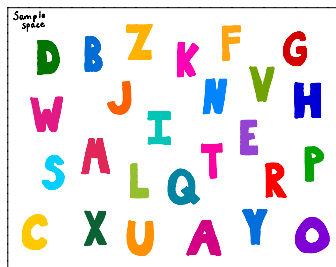 Sample
space
D B Z K F G
J N V H
W I E
S M L Q T R P
C X U A Y O